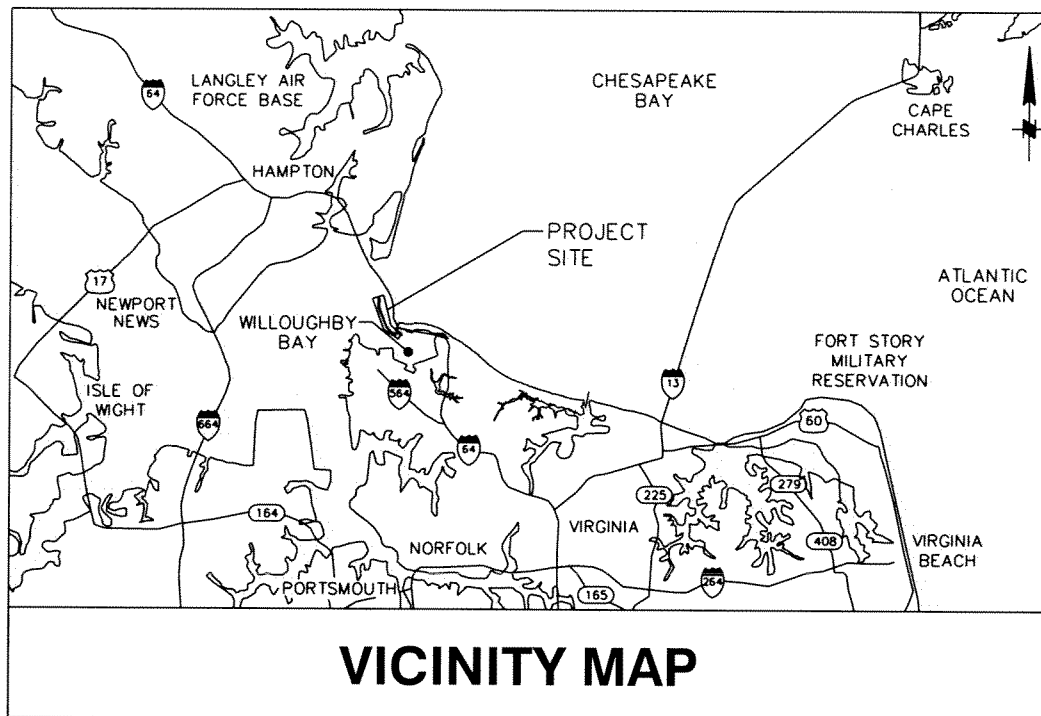 64
LANGLEY AIR
FORCE BASE
CHESAPEAKE
BAY
CAPE
CHARLES
HAMPTON
PROJECT
SITE
17
NEWPORT
NEWS
ATLANTIC
OCEAN
WILLOUGHBY
BAY
FORT STORY
MILITARY
RESERVATION
ISLE OF
WIGHT
564
13
664
64
60
225
279
164
VIRGINIA
408
NORFOLK
VIRGINIA
BEACH
PORTSMOUTH
165
264
VICINITY MAP